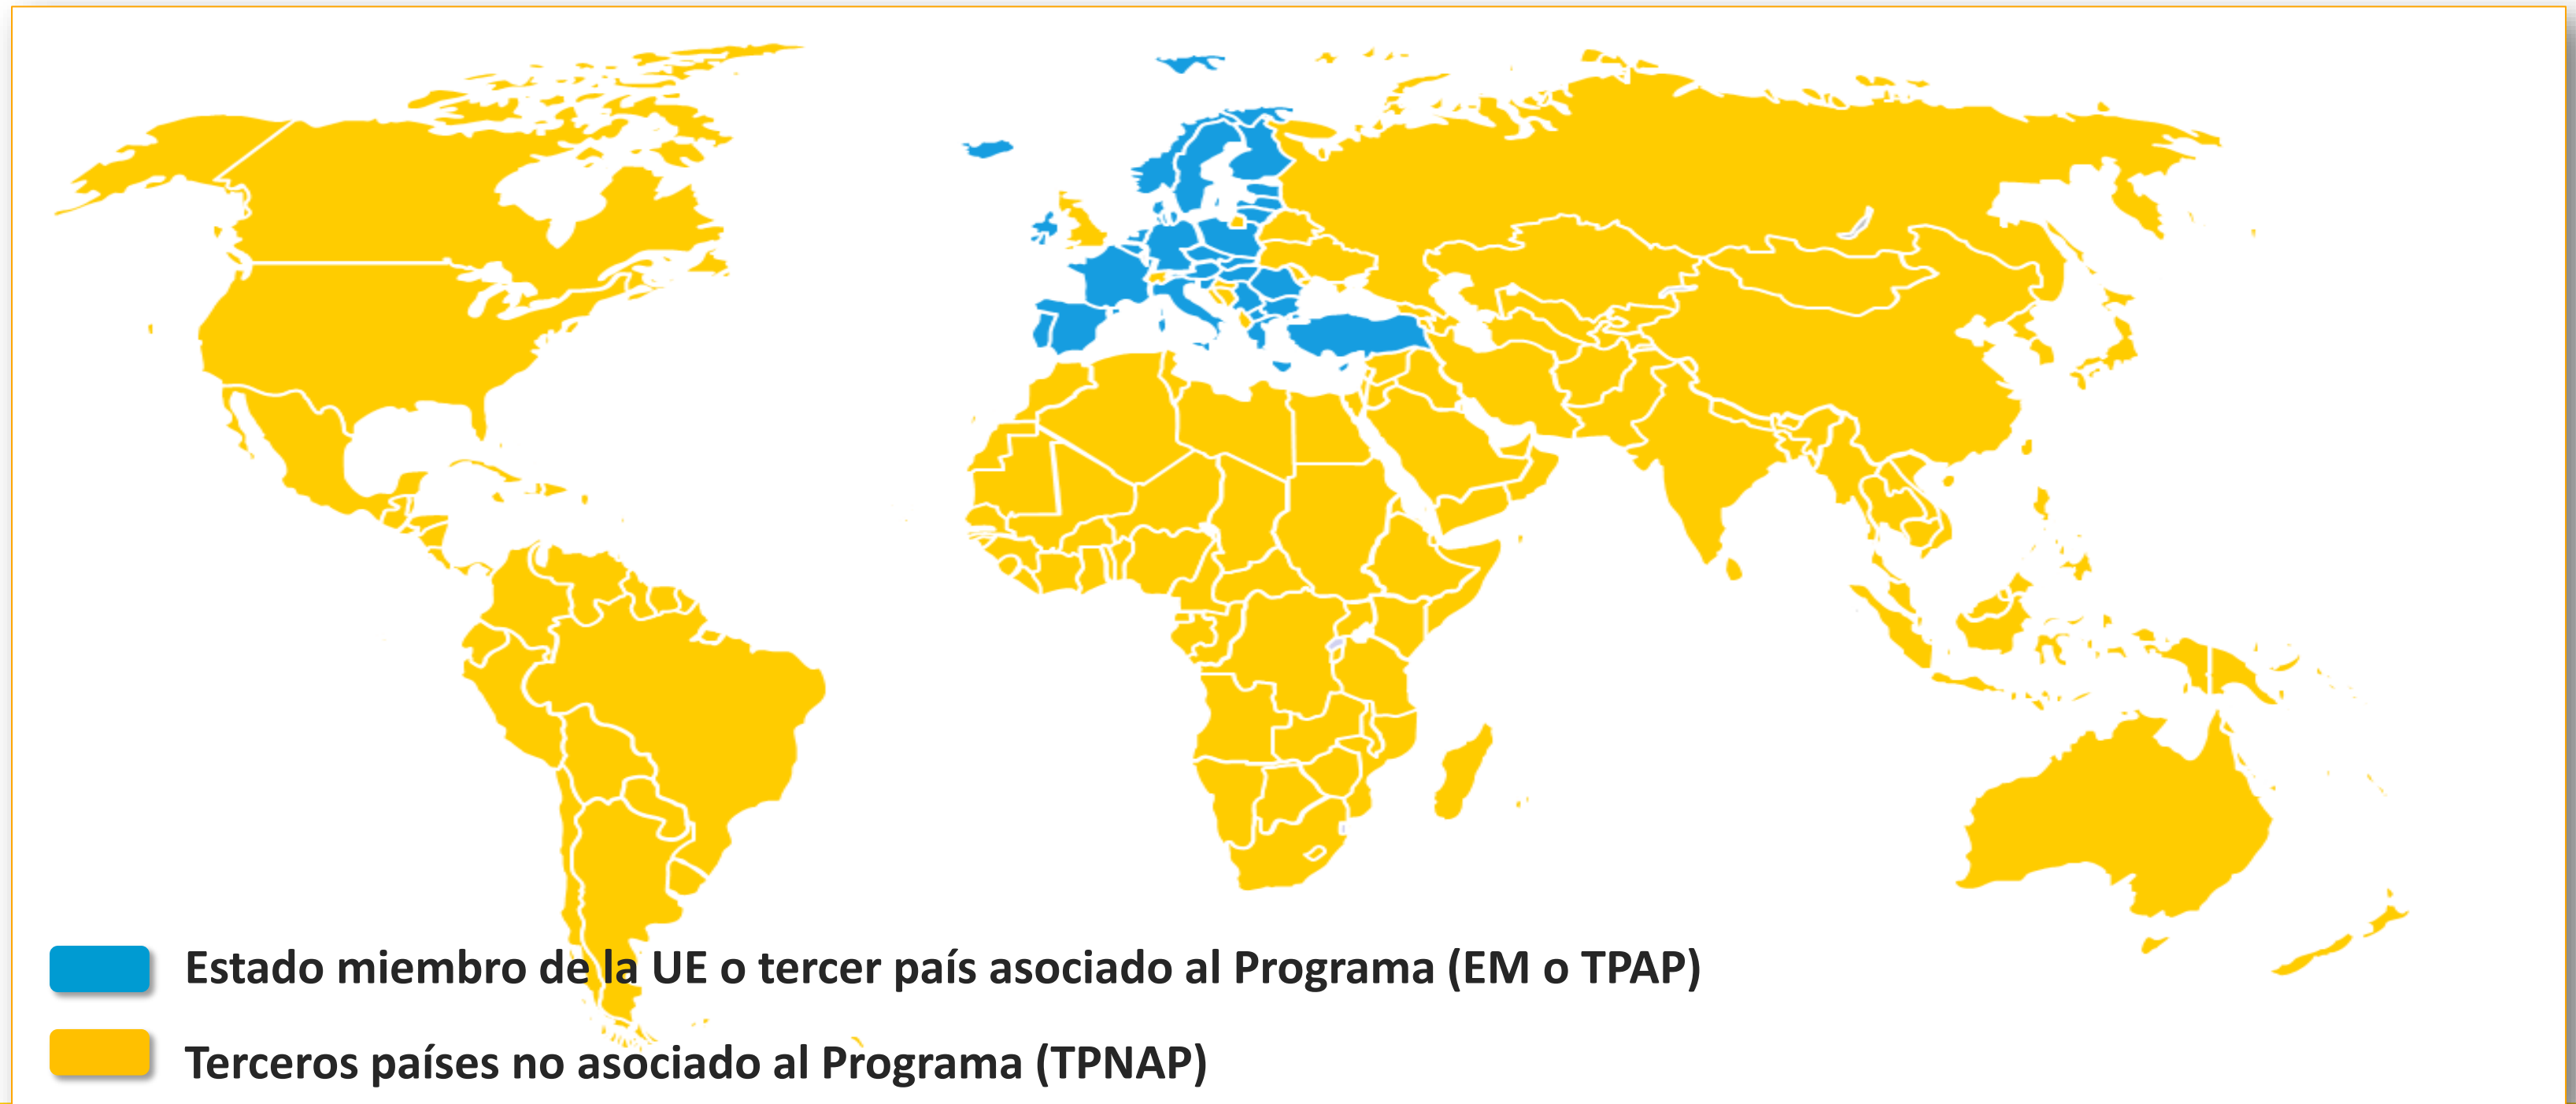 Estado miembro de la UE o tercer país asociado al Programa (EM o TPAP)
Terceros países no asociado al Programa (TPNAP)